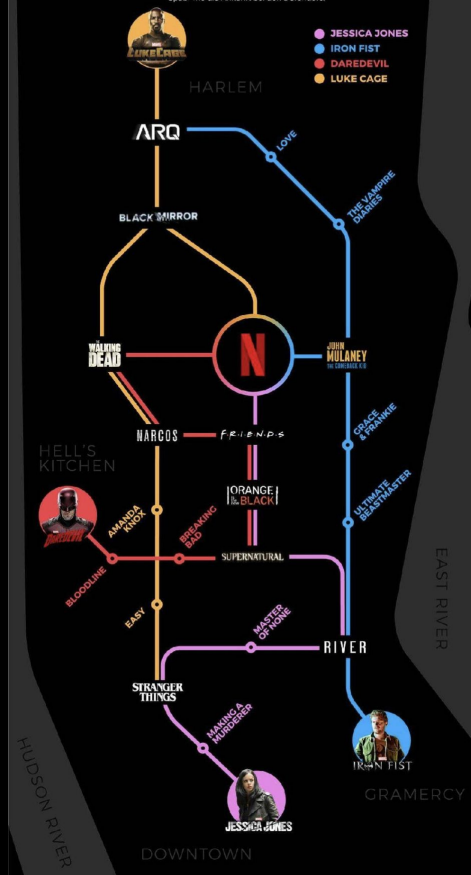 JESSICA JONES
IRON FIST
DAREDEVIL
LUKE CAGE
LUKE CAGE
HARLEM
ARQ
LOVE
THE VAMPIRE
DIARIES
BLACK MIRROR
THE
WALKING
DEAD
N
JOHN
MULANEY
THE COMEBACK KID
NARCOS
F·R·I·E·N·D·S
GRACE
& FRANKIE
HELL'S
KITCHEN
ORANGE
IS THE NEW
BLACK
ULTIMATE
BEASTMASTER
DAREDEVIL
AMANDA
KNOX
BREAKING
BAD
BLOODLINE
SUPERNATURAL
EAST RIVER
EASY
MASTER
OF NONE
RIVER
STRANGER
THINGS
MAKING A
MURDERER
IRON FIST
GRAMERCY
JESSICA JONES
HUDSON RIVER
DOWNTOWN